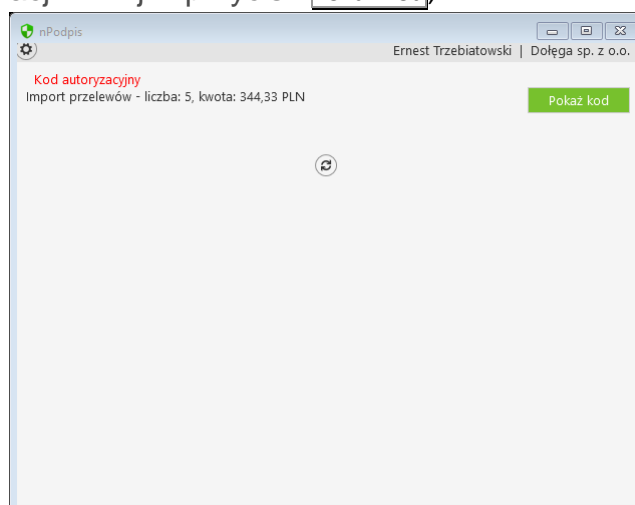 nPodpis
Ernest Trzebiatowski | Dołęga sp. z o.o.
Kod autoryzacyjny
Import przelewów - liczba: 5, kwota: 344,33 PLN
Pokaż kod